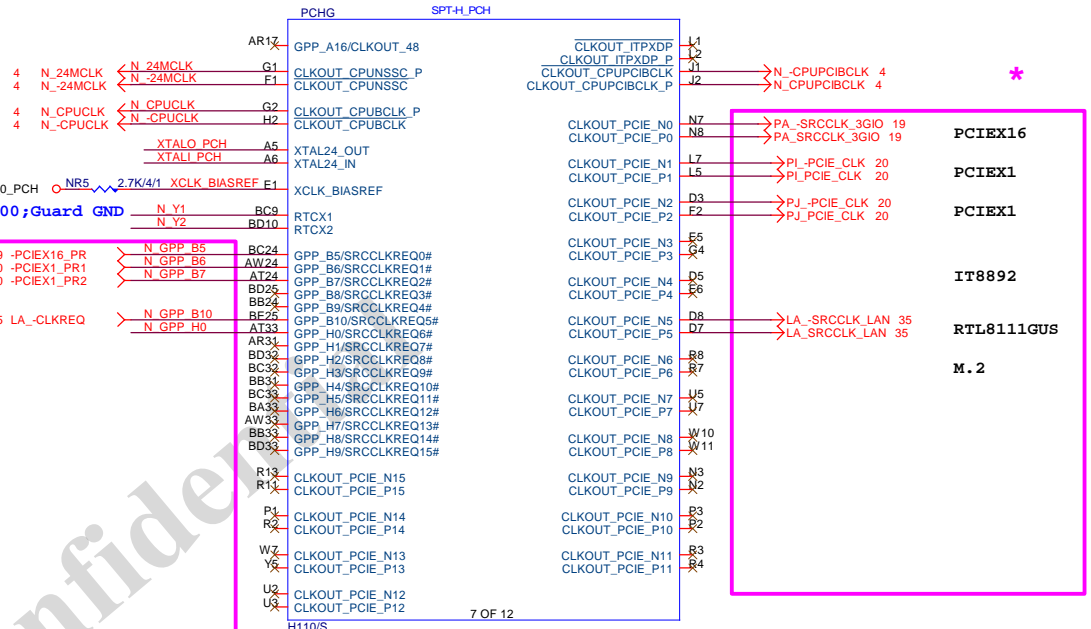 PCHG SPT-H_PCH
AR17 GPP_A16/CLKOUT_48 CLKOUT_ITPXDP L1
CLKOUT_ITPXDP_P L2
4 N_24MCLK N_24MCLK G1 CLKOUT_CPUNSSC_P CLKOUT_CPUPCIBCLK J1 N_-CPUPCIBCLK 4 *
4 N_-24MCLK N_-24MCLK F1 CLKOUT_CPUNSSC CLKOUT_CPUPCIBCLK_P J2 N_CPUPCIBCLK 4
4 N_CPUCLK N_CPUCLK G2 CLKOUT_CPUBCLK_P
4 N_-CPUCLK N_-CPUCLK H2 CLKOUT_CPUBCLK CLKOUT_PCIE_N0 N7 PA_-SRCCLK_3GIO 19 PCIEX16
CLKOUT_PCIE_P0 N8 PA_SRCCLK_3GIO 19
XTALO_PCH A5 XTAL24_OUT
XTALI_PCH A6 XTAL24_IN CLKOUT_PCIE_N1 L7 PI_-PCIE_CLK 20 PCIEX1
CLKOUT_PCIE_P1 L5 PI_PCIE_CLK 20
0_PCH NR5 2.7K/4/1 XCLK_BIASREF E1 XCLK_BIASREF
CLKOUT_PCIE_N2 D3 PJ_-PCIE_CLK 20 PCIEX1
00;Guard GND N_Y1 BC9 RTCX1 CLKOUT_PCIE_P2 F2 PJ_PCIE_CLK 20
N_Y2 BD10 RTCX2
CLKOUT_PCIE_N3 E5
9 -PCIEX16_PR N_GPP_B5 BC24 GPP_B5/SRCCLKREQ0# CLKOUT_PCIE_P3 G4
0 -PCIEX1_PR1 N_GPP_B6 AW24 GPP_B6/SRCCLKREQ1#
0 -PCIEX1_PR2 N_GPP_B7 AT24 GPP_B7/SRCCLKREQ2# CLKOUT_PCIE_N4 D5 IT8892
BD25 GPP_B8/SRCCLKREQ3# CLKOUT_PCIE_P4 E6
BB24 GPP_B9/SRCCLKREQ4#
5 LA_-CLKREQ N_GPP_B10 BE25 GPP_B10/SRCCLKREQ5# CLKOUT_PCIE_N5 D8 LA_-SRCCLK_LAN 35 RTL8111GUS
N_GPP_H0 AT33 GPP_H0/SRCCLKREQ6# CLKOUT_PCIE_P5 D7 LA_SRCCLK_LAN 35
AR31 GPP_H1/SRCCLKREQ7#
BD32 GPP_H2/SRCCLKREQ8# CLKOUT_PCIE_N6 R8 M.2
BC32 GPP_H3/SRCCLKREQ9# CLKOUT_PCIE_P6 R7
BB31 GPP_H4/SRCCLKREQ10#
BC33 GPP_H5/SRCCLKREQ11# CLKOUT_PCIE_N7 U5
BA33 GPP_H6/SRCCLKREQ12# CLKOUT_PCIE_P7 U7
AW33 GPP_H7/SRCCLKREQ13#
BB33 GPP_H8/SRCCLKREQ14# CLKOUT_PCIE_N8 W10
BD33 GPP_H9/SRCCLKREQ15# CLKOUT_PCIE_P8 W11
R13 CLKOUT_PCIE_N15 CLKOUT_PCIE_N9 N3
R11 CLKOUT_PCIE_P15 CLKOUT_PCIE_P9 N2
P1 CLKOUT_PCIE_N14 CLKOUT_PCIE_N10 P3
R2 CLKOUT_PCIE_P14 CLKOUT_PCIE_P10 P2
W7 CLKOUT_PCIE_N13 CLKOUT_PCIE_N11 R3
Y5 CLKOUT_PCIE_P13 CLKOUT_PCIE_P11 R4
U2 CLKOUT_PCIE_N12
U3 CLKOUT_PCIE_P12
7 OF 12
H110/S
nfidential